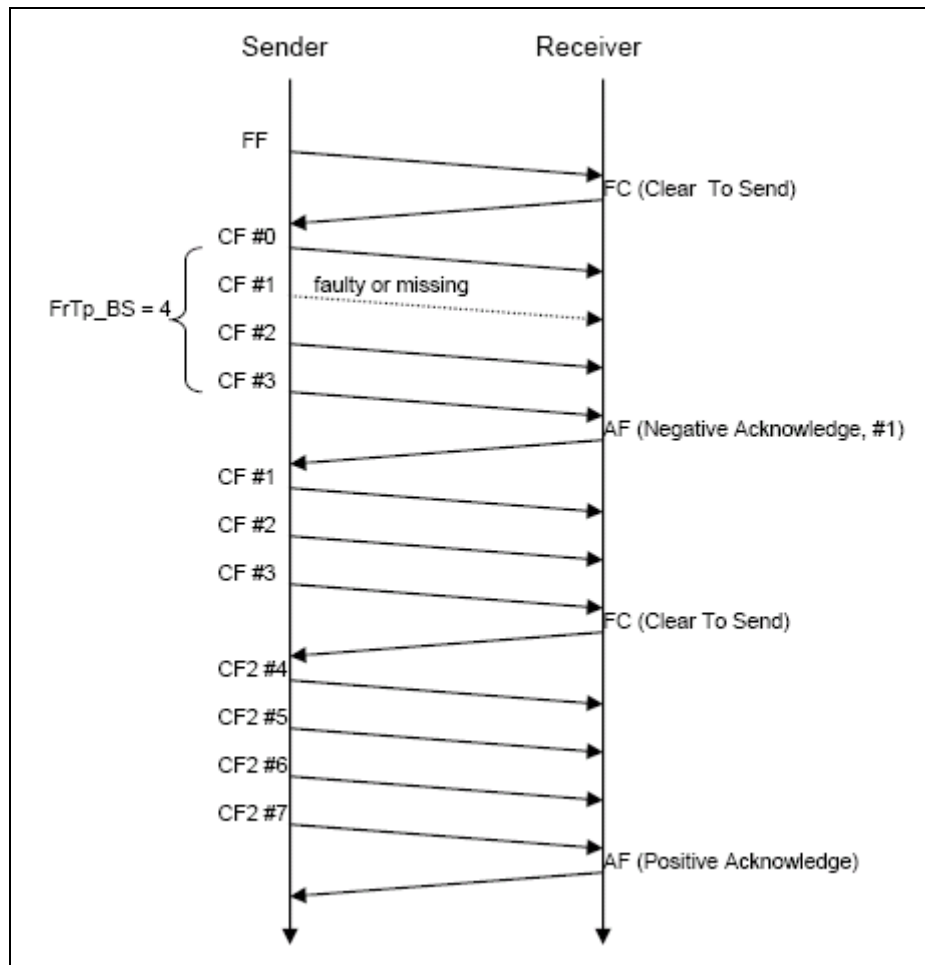 Sender
Receiver
FF
FC (Clear To Send)
CF #0
CF #1
faulty or missing
FrTp_BS = 4
CF #2
CF #3
AF (Negative Acknowledge, #1)
CF #1
CF #2
CF #3
FC (Clear To Send)
CF2 #4
CF2 #5
CF2 #6
CF2 #7
AF (Positive Acknowledge)